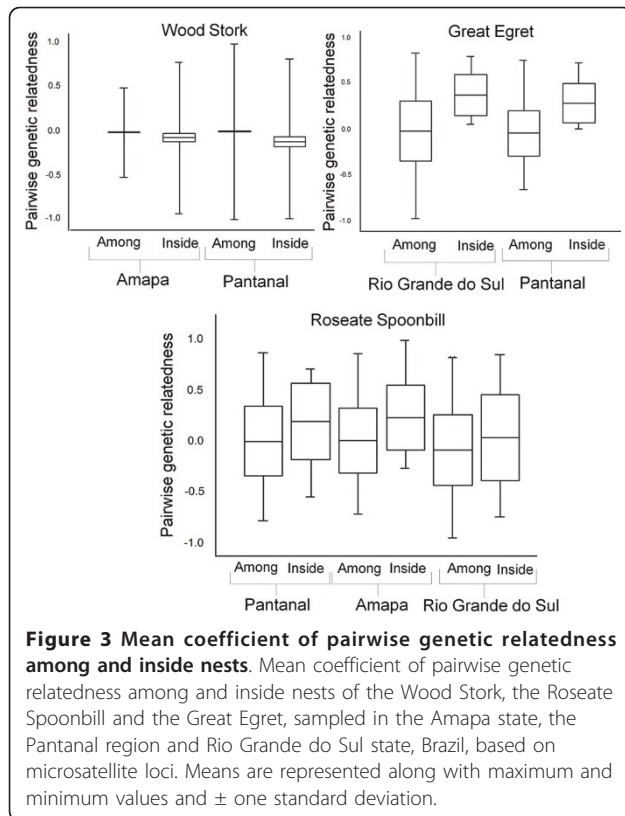 Wood Stork
Pairwise genetic relatedness
1.0
0.5
0.0
-0.5
-1.0
Among Inside Among Inside
Amapa Pantanal
Great Egret
Pairwise genetic relatedness
1.0
0.5
0.0
-0.5
-1.0
Among Inside Among Inside
Rio Grande do Sul Pantanal
Roseate Spoonbill
Pairwise genetic relatedness
1.0
0.5
0.0
-0.5
-1.0
Among Inside Among Inside Among Inside
Pantanal Amapa Rio Grande do Sul
Figure 3 Mean coefficient of pairwise genetic relatedness
among and inside nests. Mean coefficient of pairwise genetic
relatedness among and inside nests of the Wood Stork, the Roseate
Spoonbill and the Great Egret, sampled in the Amapa state, the
Pantanal region and Rio Grande do Sul state, Brazil, based on
microsatellite loci. Means are represented along with maximum and
minimum values and ± one standard deviation.